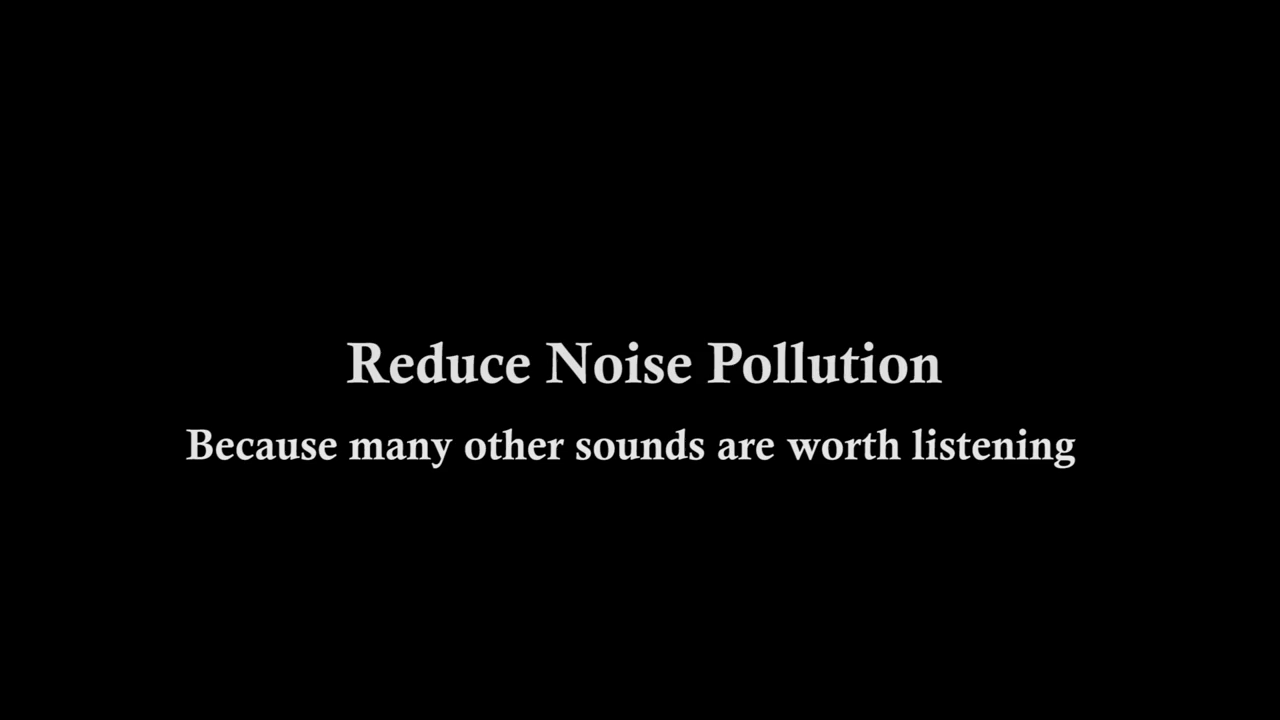 Reduce Noise Pollution
Because many other sounds are worth listening